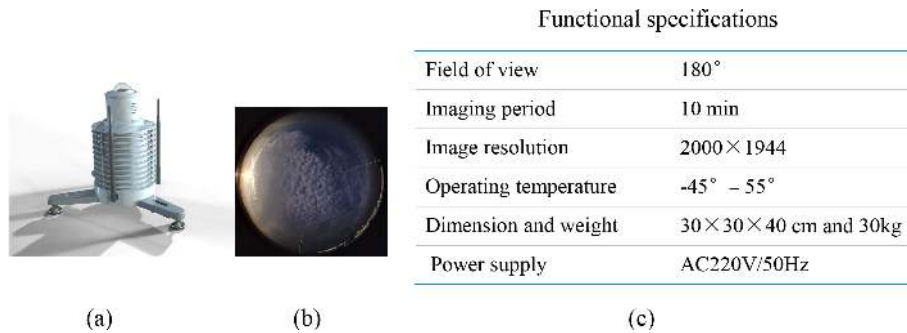 Functional specifications
Field of view 180°
Imaging period 10 min
Image resolution 2000×1944
Operating temperature -45° – 55°
Dimension and weight 30×30×40 cm and 30kg
Power supply AC220V/50Hz
(a) (b) (c)